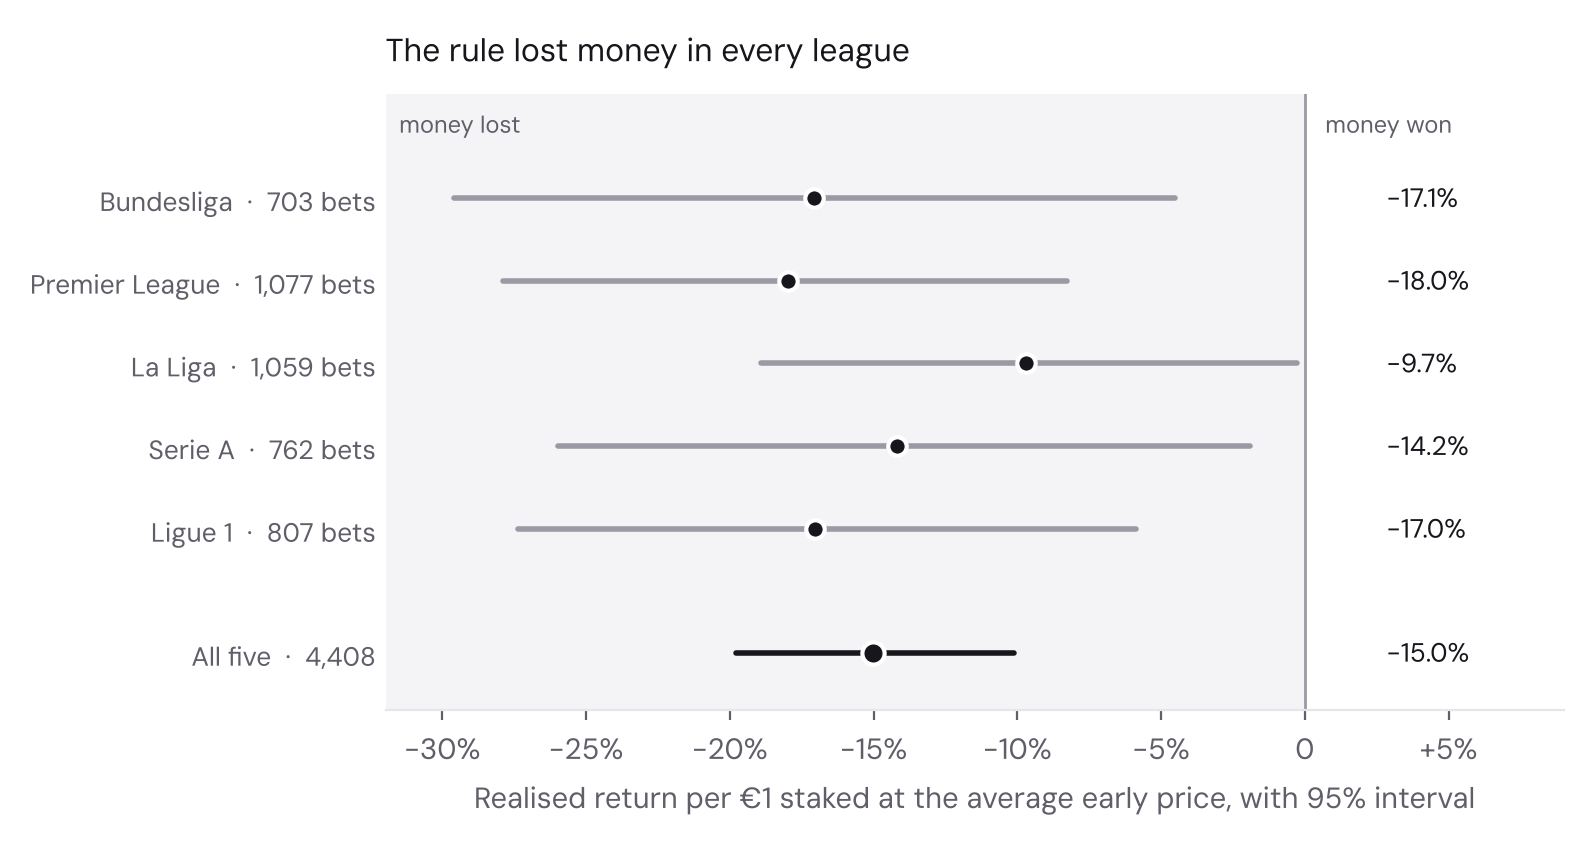 The rule lost money in every league
money lost
money won
Bundesliga · 703 bets
−17.1%
Premier League · 1,077 bets
−18.0%
La Liga · 1,059 bets
−9.7%
Serie A · 762 bets
−14.2%
Ligue 1 · 807 bets
−17.0%
All five · 4,408
−15.0%
−30% −25% −20% −15% −10% −5% 0 +5%
Realised return per €1 staked at the average early price, with 95% interval